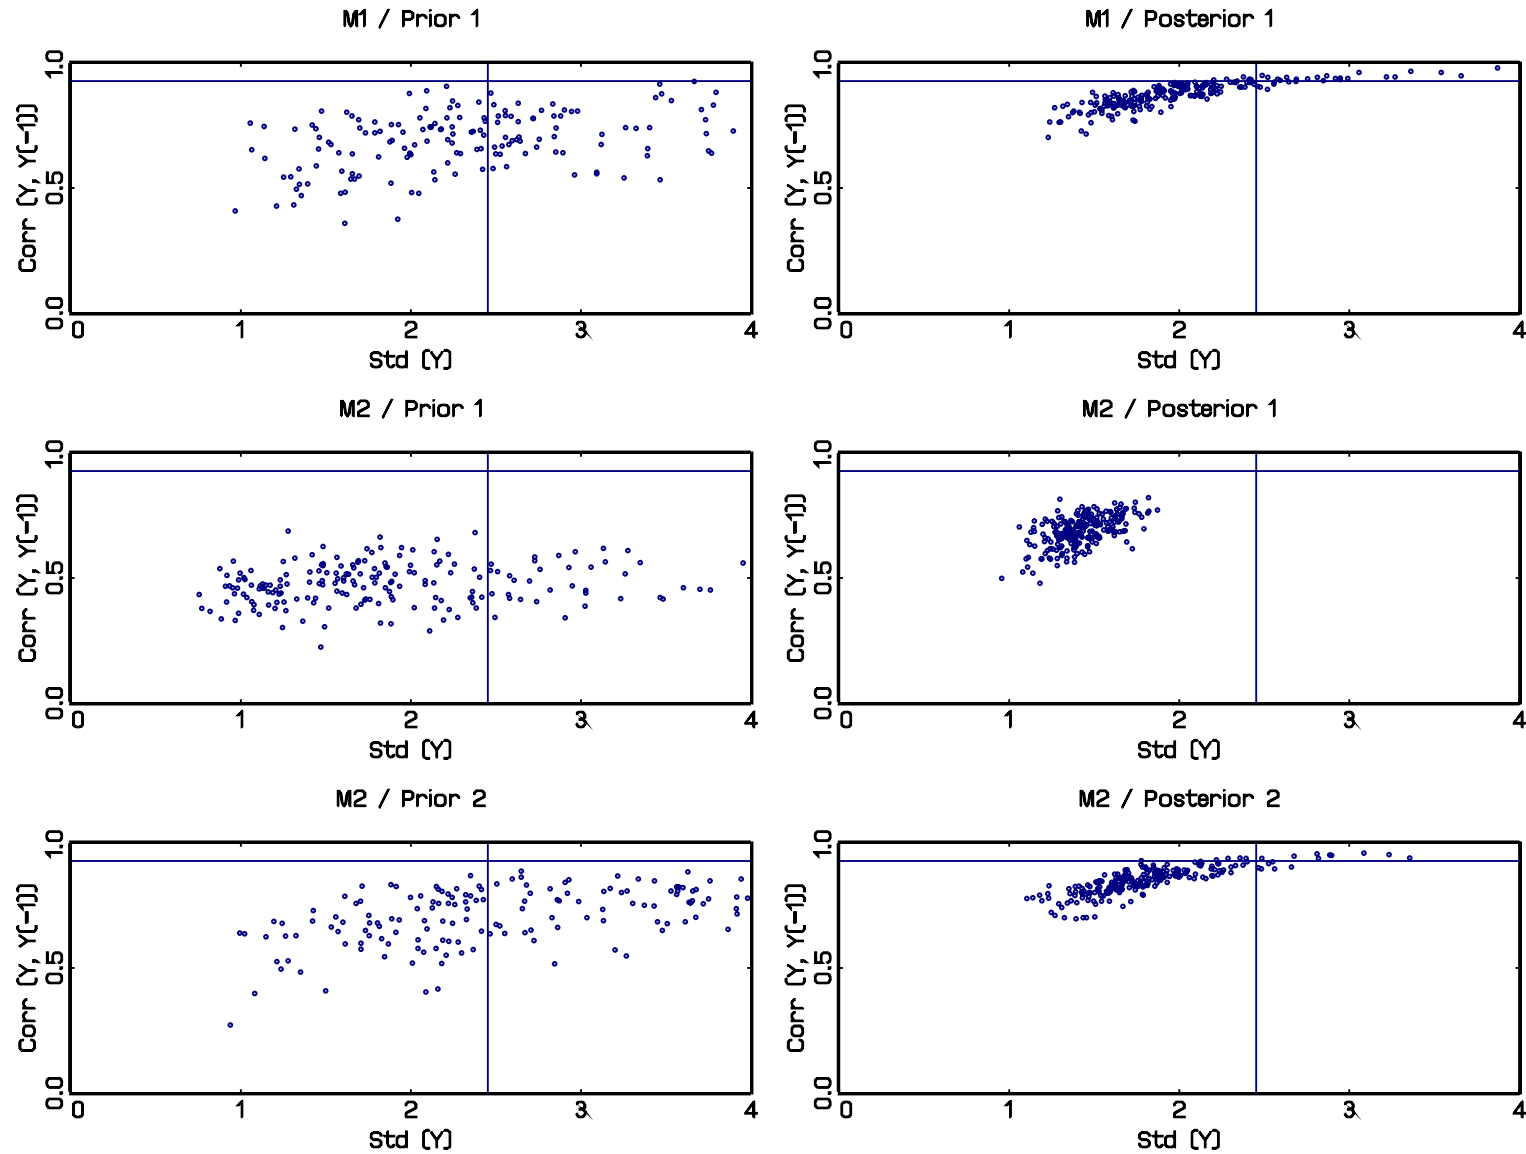 M1 / Prior 1
M1 / Posterior 1
Corr (Y, Y(-1))
0.0 0.5 1.0
0 1 2 3 4
Std (Y)
Corr (Y, Y(-1))
0.0 0.5 1.0
0 1 2 3 4
Std (Y)
M2 / Prior 1
M2 / Posterior 1
Corr (Y, Y(-1))
0.0 0.5 1.0
0 1 2 3 4
Std (Y)
Corr (Y, Y(-1))
0.0 0.5 1.0
0 1 2 3 4
Std (Y)
M2 / Prior 2
M2 / Posterior 2
Corr (Y, Y(-1))
0.0 0.5 1.0
0 1 2 3 4
Std (Y)
Corr (Y, Y(-1))
0.0 0.5 1.0
0 1 2 3 4
Std (Y)